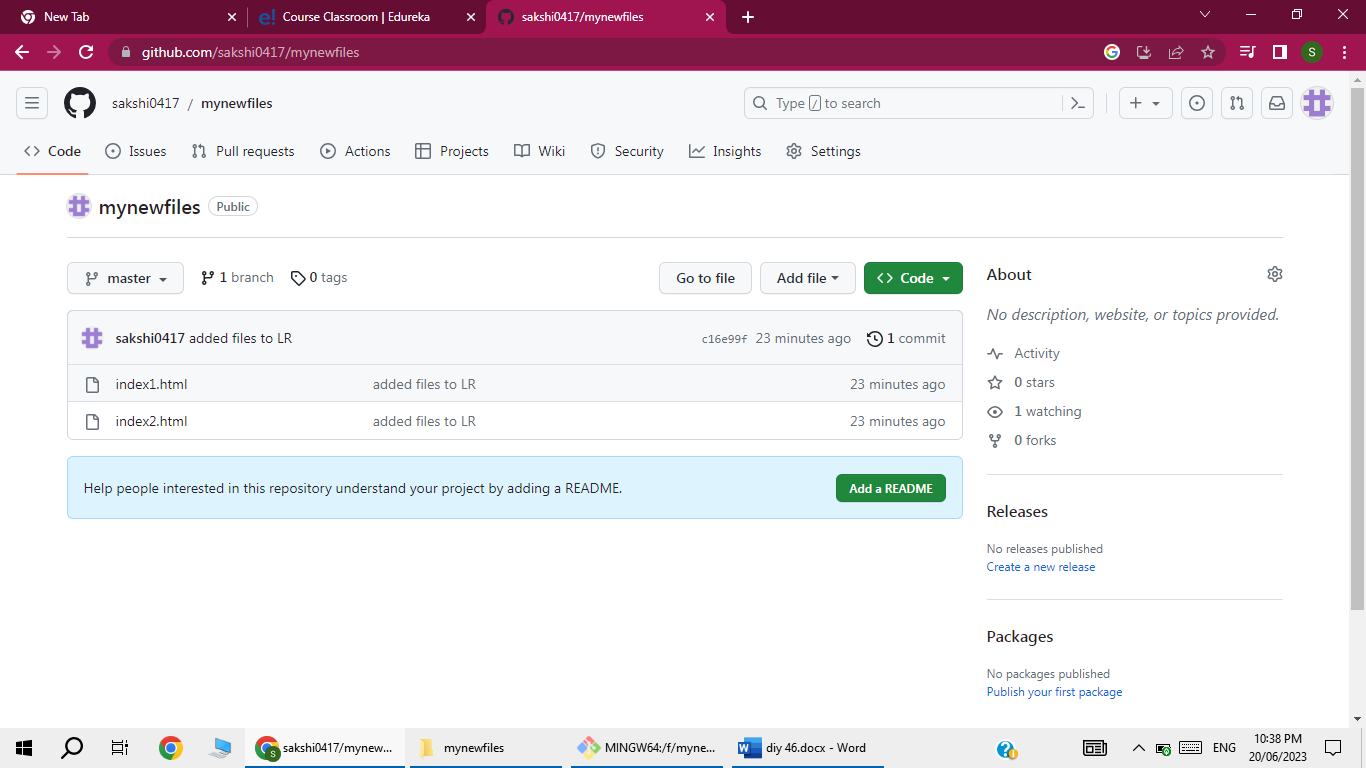 New Tab
e! Course Classroom | Edureka
sakshi0417/mynewfiles
github.com/sakshi0417/mynewfiles
G
S
sakshi0417 / mynewfiles
Type / to search
Code Issues Pull requests Actions Projects Wiki Security Insights Settings
mynewfiles Public
master 1 branch 0 tags Go to file Add file Code
sakshi0417 added files to LR c16e99f 23 minutes ago 1 commit
index1.html added files to LR 23 minutes ago
index2.html added files to LR 23 minutes ago
Help people interested in this repository understand your project by adding a README. Add a README
About
No description, website, or topics provided.
Activity
0 stars
1 watching
0 forks
Releases
No releases published
Create a new release
Packages
No packages published
Publish your first package
S sakshi0417/mynew... mynewfiles MINGW64:/f/myne... W diy 46.docx - Word ? ENG 10:38 PM
20/06/2023